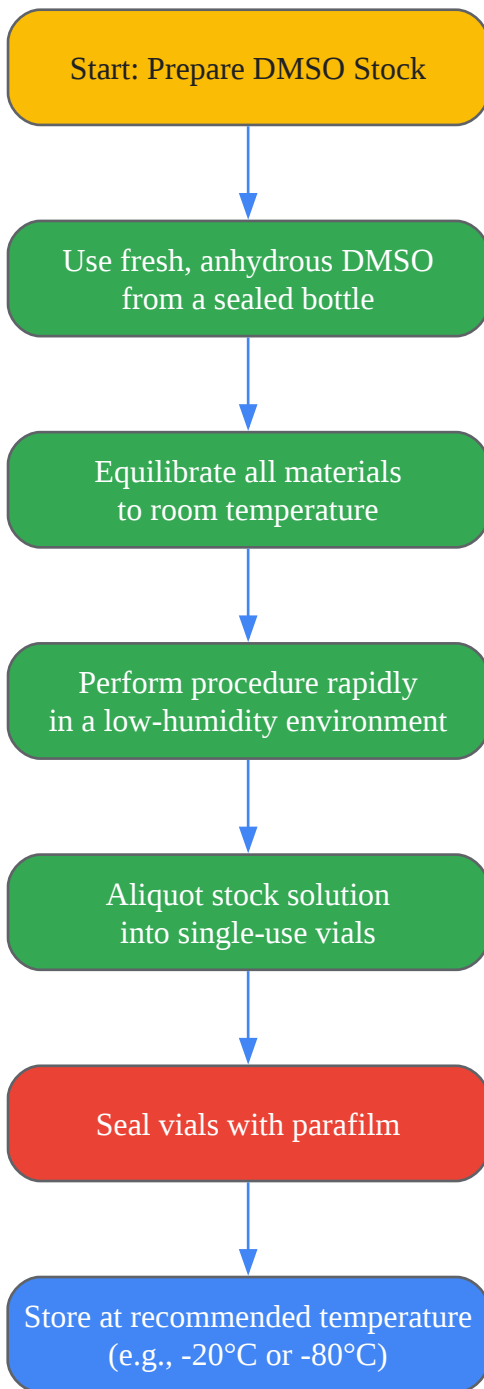 Start: Prepare DMSO Stock
Use fresh, anhydrous DMSO
from a sealed bottle
Equilibrate all materials
to room temperature
Perform procedure rapidly
in a low-humidity environment
Aliquot stock solution
into single-use vials
Seal vials with parafilm
Store at recommended temperature
(e.g., -20°C or -80°C)